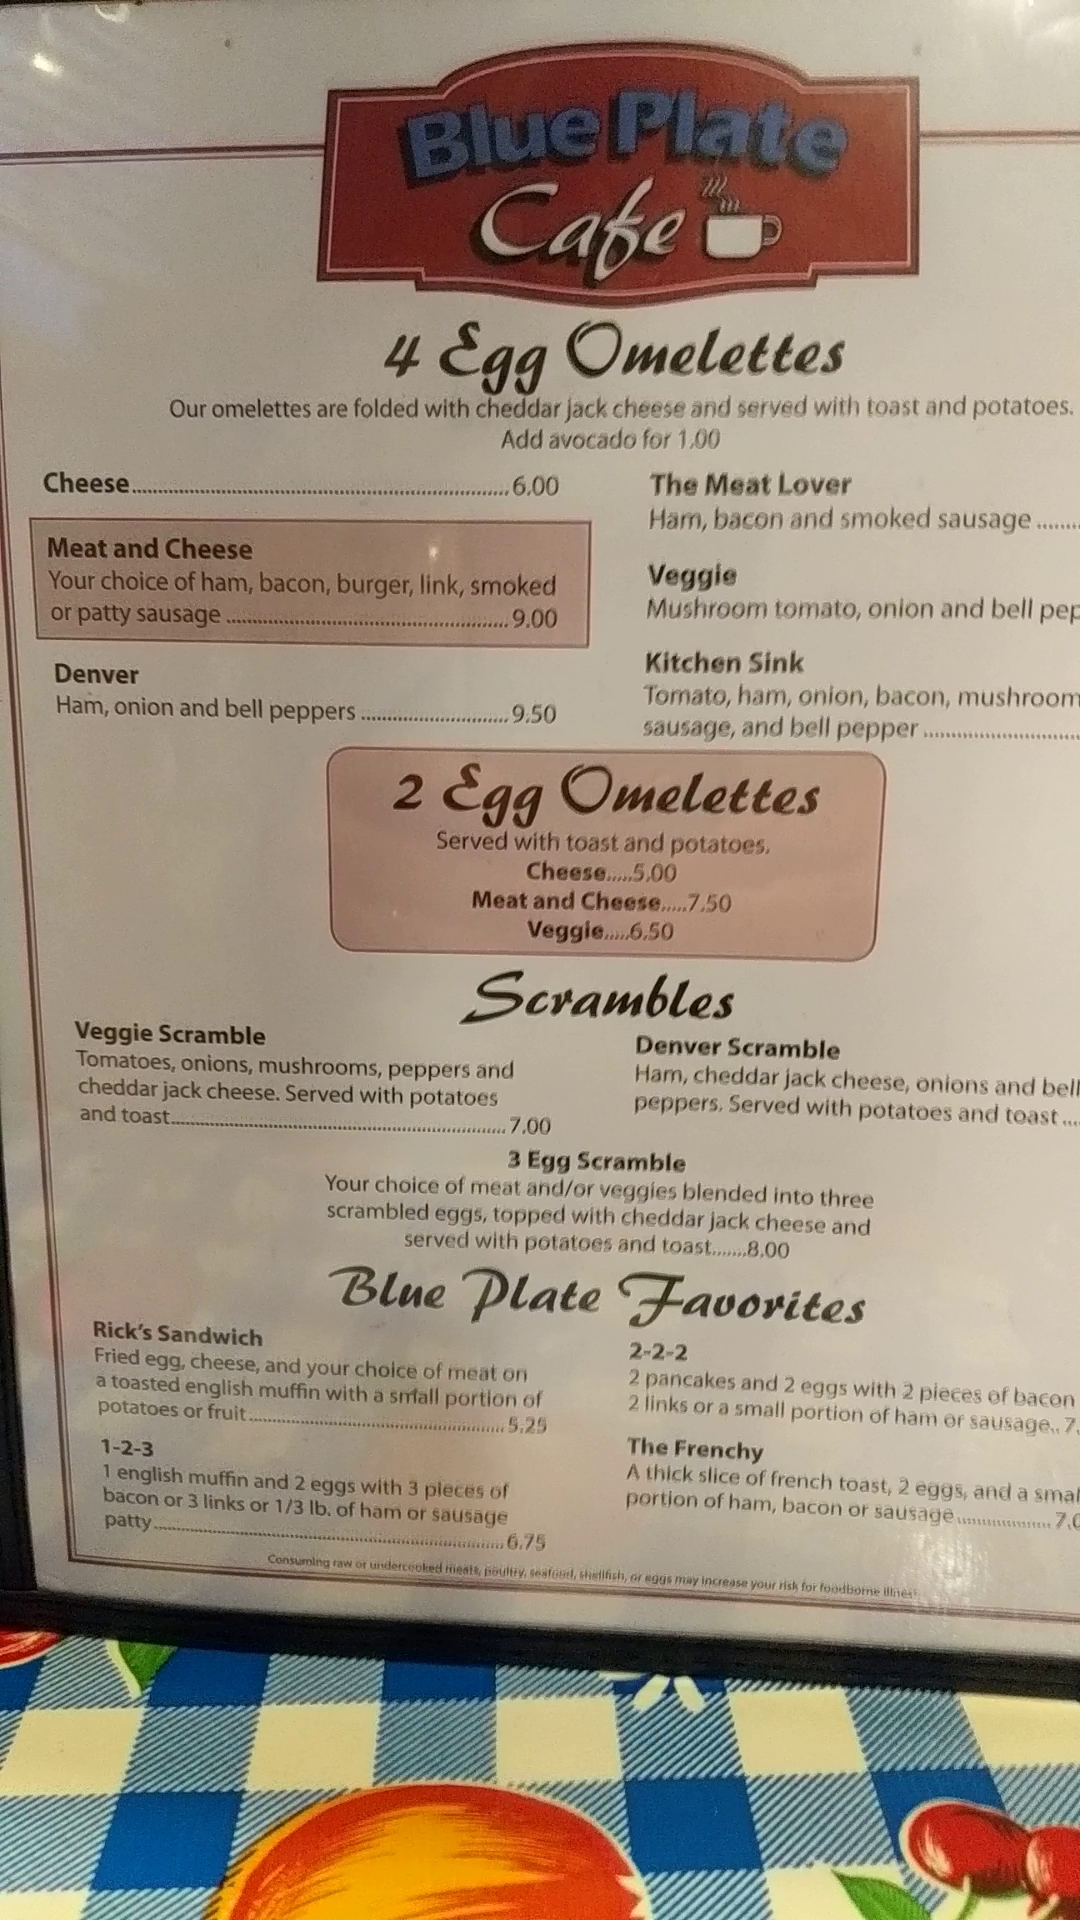 Blue Plate
Cafe
4 Egg Omelettes
Our omelettes are folded with cheddar jack cheese and served with toast and potatoes.
Add avocado for 1.00
Cheese..........6.00
Meat and Cheese
Your choice of ham, bacon, burger, link, smoked
or patty sausage..........9.00
Denver
Ham, onion and bell peppers..........9.50
The Meat Lover
Ham, bacon and smoked sausage........
Veggie
Mushroom tomato, onion and bell pep
Kitchen Sink
Tomato, ham, onion, bacon, mushroom
sausage, and bell pepper..........
2 Egg Omelettes
Served with toast and potatoes.
Cheese.....5.00
Meat and Cheese.....7.50
Veggie.....6.50
Scrambles
Veggie Scramble
Tomatoes, onions, mushrooms, peppers and
cheddar jack cheese. Served with potatoes
and toast..........7.00
Denver Scramble
Ham, cheddar jack cheese, onions and bell
peppers. Served with potatoes and toast....
3 Egg Scramble
Your choice of meat and/or veggies blended into three
scrambled eggs, topped with cheddar jack cheese and
served with potatoes and toast.......8.00
Blue Plate Favorites
Rick's Sandwich
Fried egg, cheese, and your choice of meat on
a toasted english muffin with a small portion of
potatoes or fruit..........5.25
1-2-3
1 english muffin and 2 eggs with 3 pieces of
bacon or 3 links or 1/3 lb. of ham or sausage
patty..........6.75
2-2-2
2 pancakes and 2 eggs with 2 pieces of bacon
2 links or a small portion of ham or sausage.. 7.
The Frenchy
A thick slice of french toast, 2 eggs, and a smal
portion of ham, bacon or sausage..........7.0
Consuming raw or undercooked meats, poultry, seafood, shellfish, or eggs may increase your risk for foodborne illness